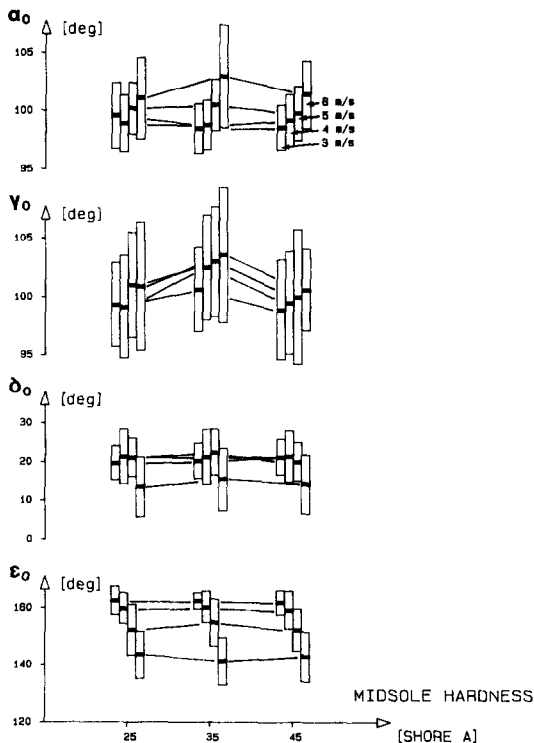 α₀ [deg]
105
100
95
6 m/s
5 m/s
4 m/s
3 m/s
γ₀ [deg]
105
100
95
∂₀ [deg]
30
20
10
0
ε₀ [deg]
160
140
120
25 35 45
MIDSOLE HARDNESS
[SHORE A]